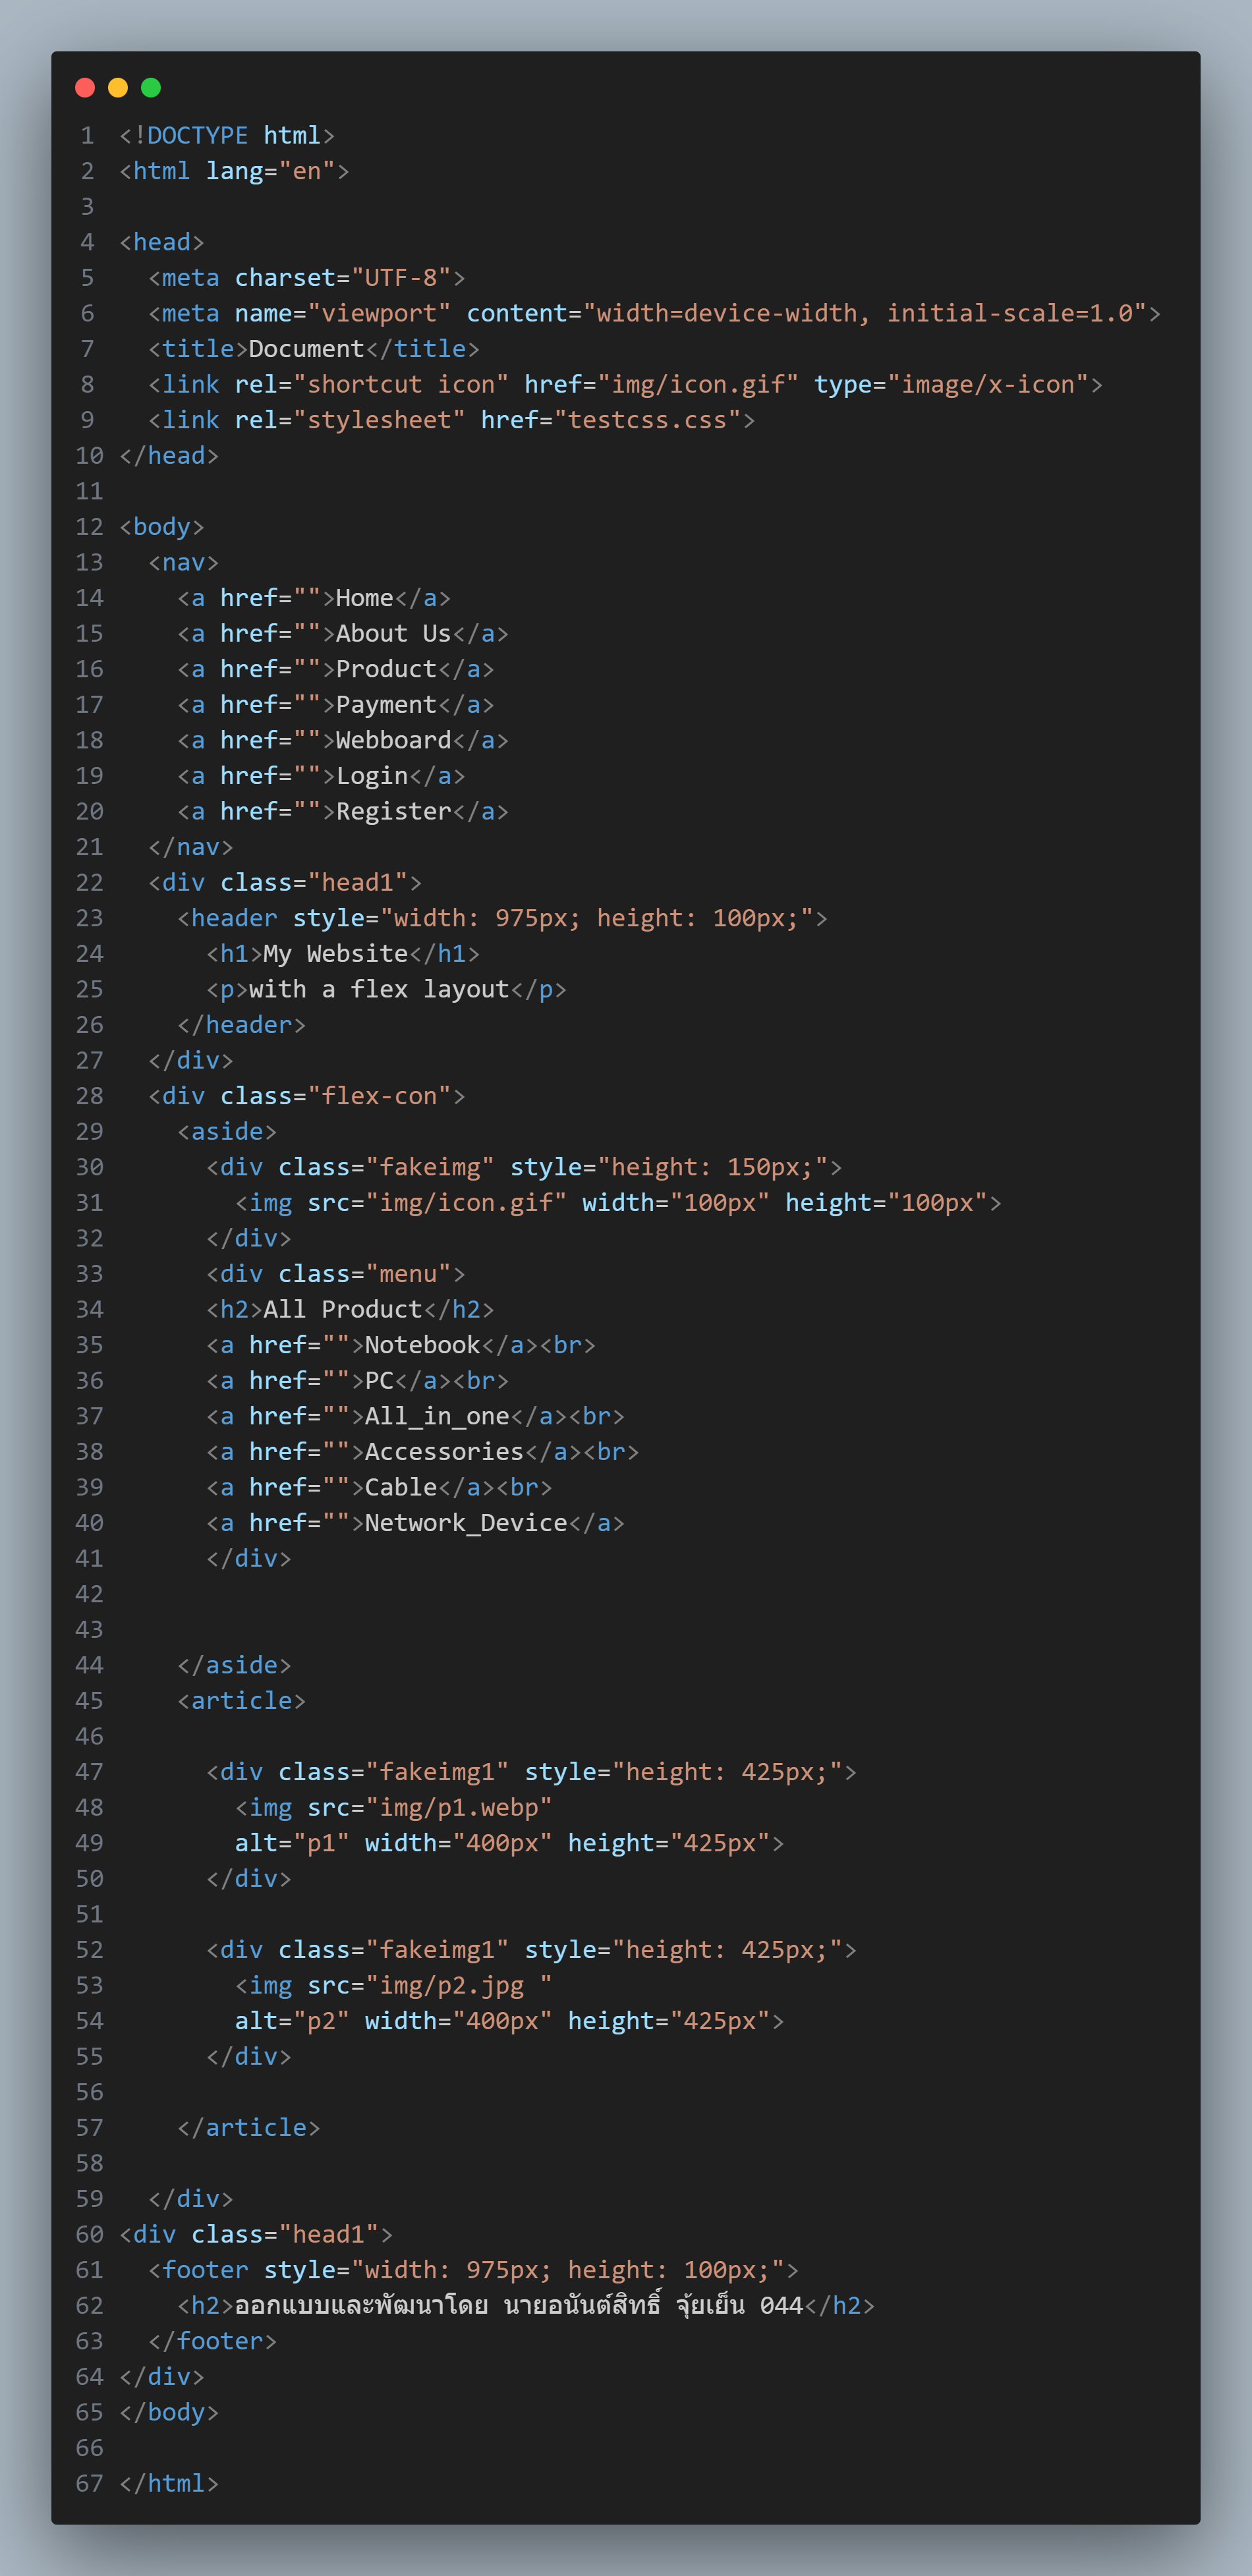 1 <!DOCTYPE html>
2 <html lang="en">
3
4 <head>
5   <meta charset="UTF-8">
6   <meta name="viewport" content="width=device-width, initial-scale=1.0">
7   <title>Document</title>
8   <link rel="shortcut icon" href="img/icon.gif" type="image/x-icon">
9   <link rel="stylesheet" href="testcss.css">
10 </head>
11
12 <body>
13   <nav>
14     <a href="">Home</a>
15     <a href="">About Us</a>
16     <a href="">Product</a>
17     <a href="">Payment</a>
18     <a href="">Webboard</a>
19     <a href="">Login</a>
20     <a href="">Register</a>
21   </nav>
22   <div class="head1">
23     <header style="width: 975px; height: 100px;">
24       <h1>My Website</h1>
25       <p>with a flex layout</p>
26     </header>
27   </div>
28   <div class="flex-con">
29     <aside>
30       <div class="fakeimg" style="height: 150px;">
31         <img src="img/icon.gif" width="100px" height="100px">
32       </div>
33       <div class="menu">
34       <h2>All Product</h2>
35       <a href="">Notebook</a><br>
36       <a href="">PC</a><br>
37       <a href="">All_in_one</a><br>
38       <a href="">Accessories</a><br>
39       <a href="">Cable</a><br>
40       <a href="">Network_Device</a>
41       </div>
42
43
44     </aside>
45     <article>
46
47       <div class="fakeimg1" style="height: 425px;">
48         <img src="img/p1.webp"
49         alt="p1" width="400px" height="425px">
50       </div>
51
52       <div class="fakeimg1" style="height: 425px;">
53         <img src="img/p2.jpg "
54         alt="p2" width="400px" height="425px">
55       </div>
56
57     </article>
58
59   </div>
60 <div class="head1">
61   <footer style="width: 975px; height: 100px;">
62     <h2>ออกแบบและพัฒนาโดย นายอนันต์สิทธิ์ จุ้ยเย็น 044</h2>
63   </footer>
64 </div>
65 </body>
66
67 </html>